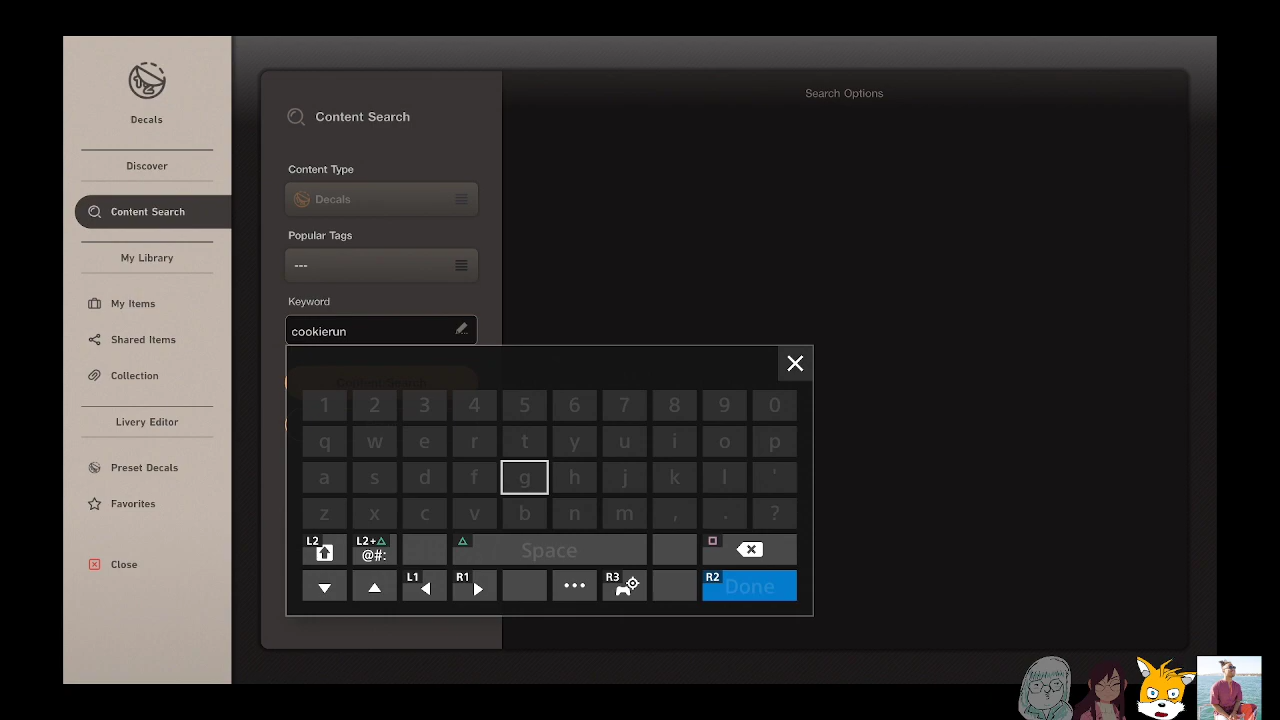 Decals
Discover
Content Search
My Library
My Items
Shared Items
Collection
Livery Editor
Preset Decals
Favorites
Close
Content Search
Content Type
Decals
Popular Tags
---
Keyword
cookierun
Content Search
Search Options
1 2 3 4 5 6 7 8 9 0
q w e r t y u i o p
a s d f g h j k l '
z x c v b n m , . ?
L2 L2+△ @#: △ Space
L1 R1 ... R3 R2 Done